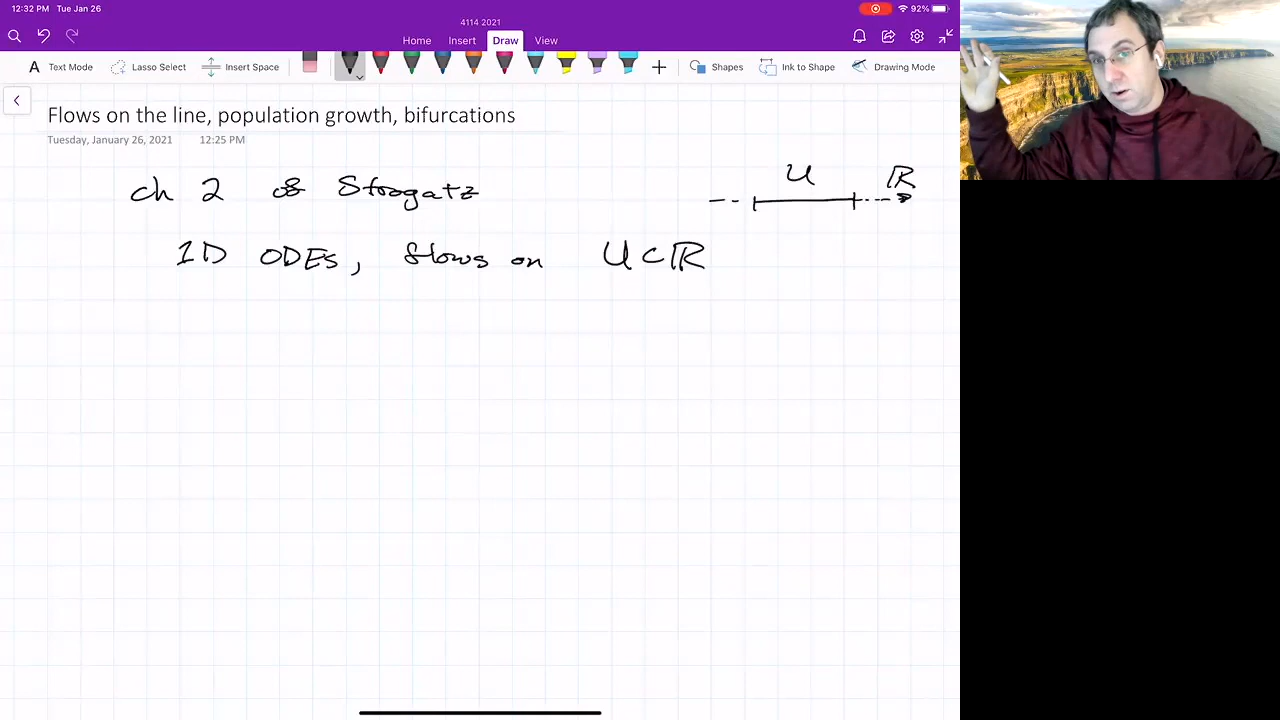 12:32 PM Tue Jan 26
92%
4114 2021
Home Insert Draw View
A Text Mode Lasso Select Insert Space Shapes Ink to Shape Drawing Mode
Flows on the line, population growth, bifurcations
Tuesday, January 26, 2021 12:25 PM
ch 2 of Strogatz
U ℝ
1D ODEs, flows on U⊂ℝ